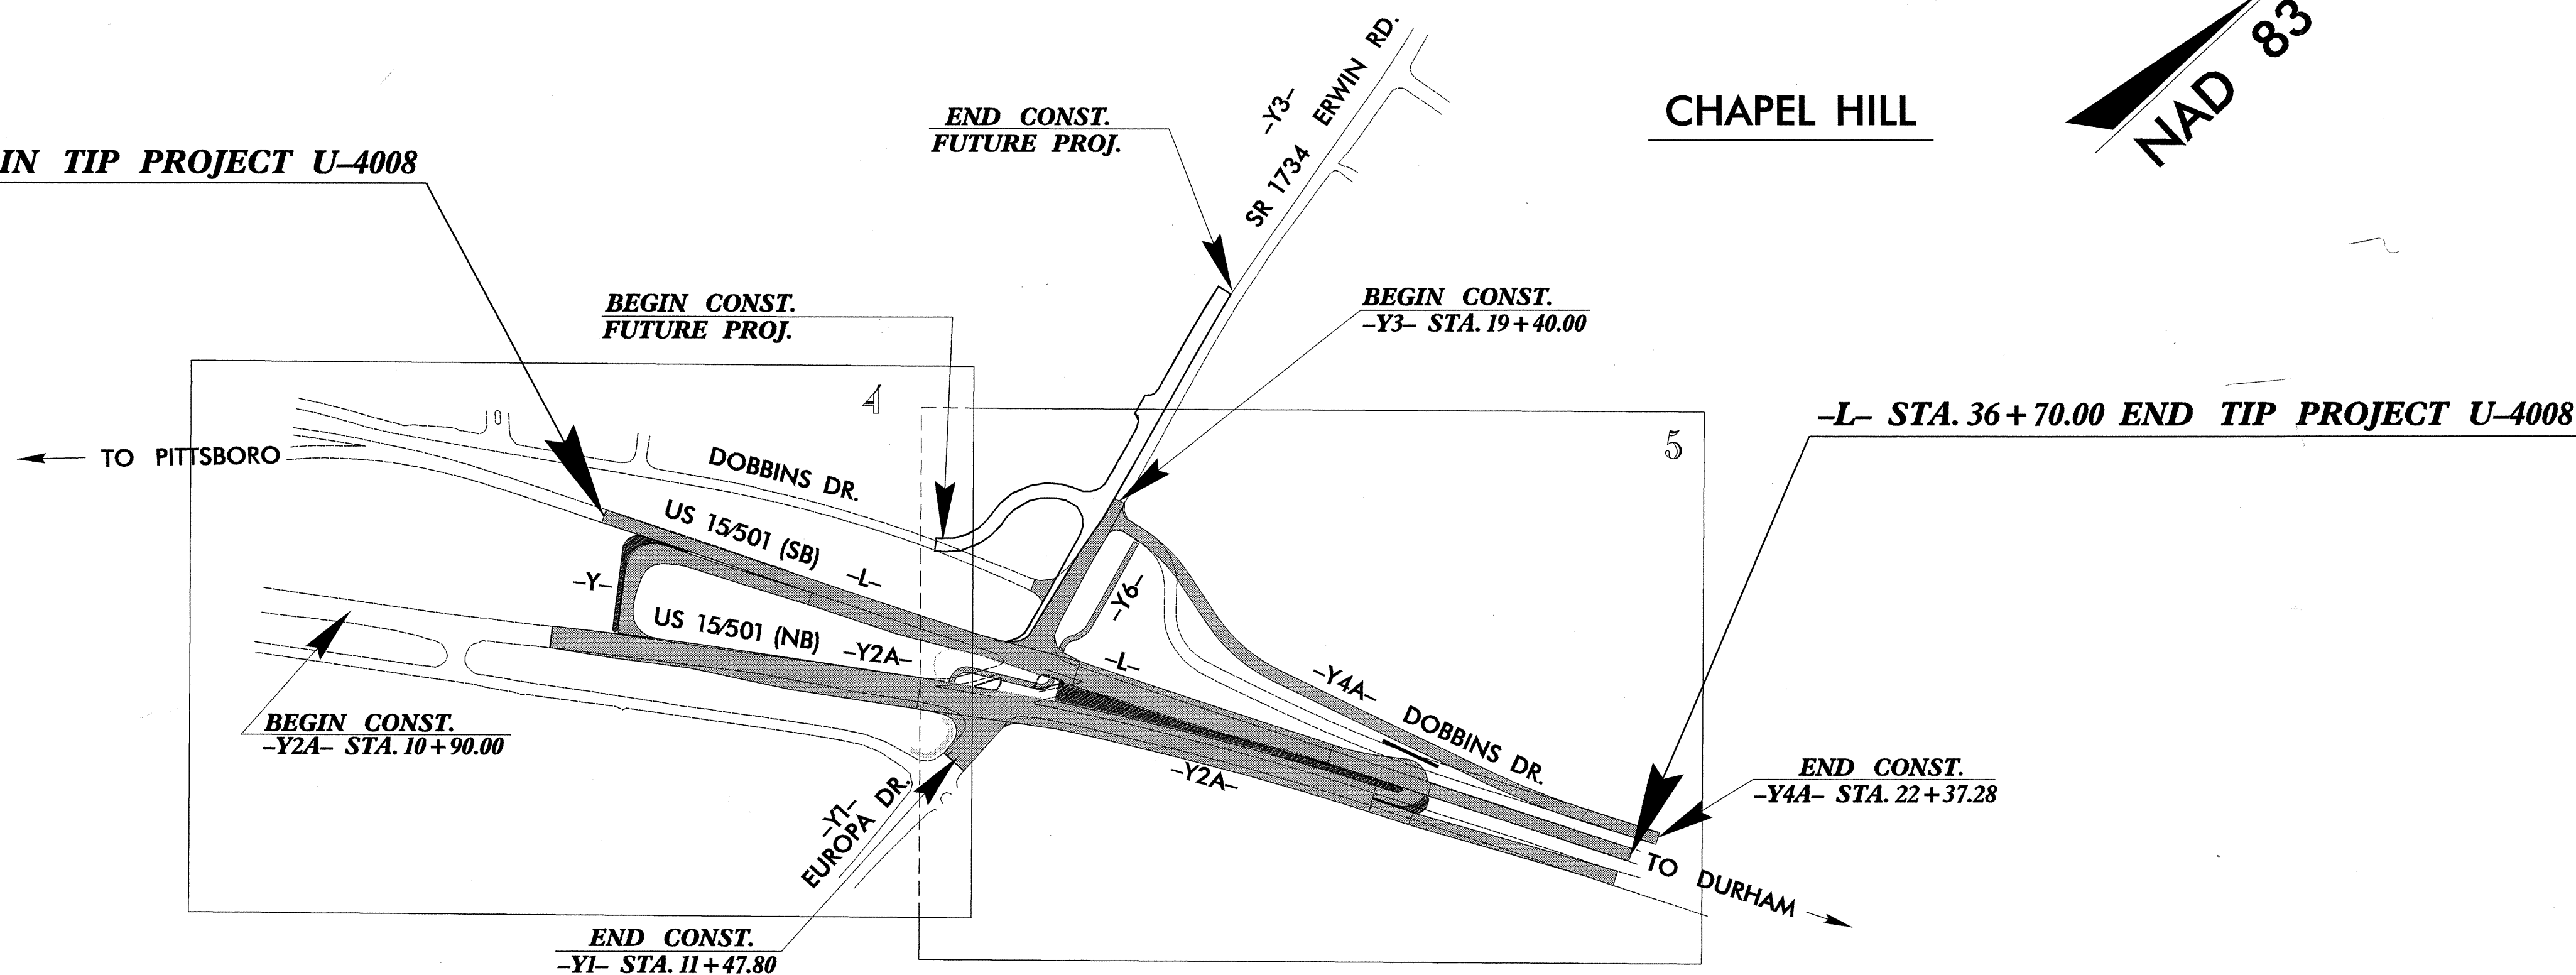 SR 1734 ERWIN RD.
–Y3–
CHAPEL HILL
NAD 83
END CONST.
FUTURE PROJ.
IN TIP PROJECT U–4008
BEGIN CONST.
FUTURE PROJ.
BEGIN CONST.
–Y3– STA. 19+40.00
4
5
–L– STA. 36+70.00 END TIP PROJECT U–4008
TO PITTSBORO
DOBBINS DR.
US 15/501 (SB) –L–
–Y–
US 15/501 (NB) –Y2A–
–Y6–
–L–
–Y4A– DOBBINS DR.
BEGIN CONST.
–Y2A– STA. 10+90.00
–Y2A–
END CONST.
–Y4A– STA. 22+37.28
–Y1–
EUROPA DR.
TO DURHAM
END CONST.
–Y1– STA. 11+47.80